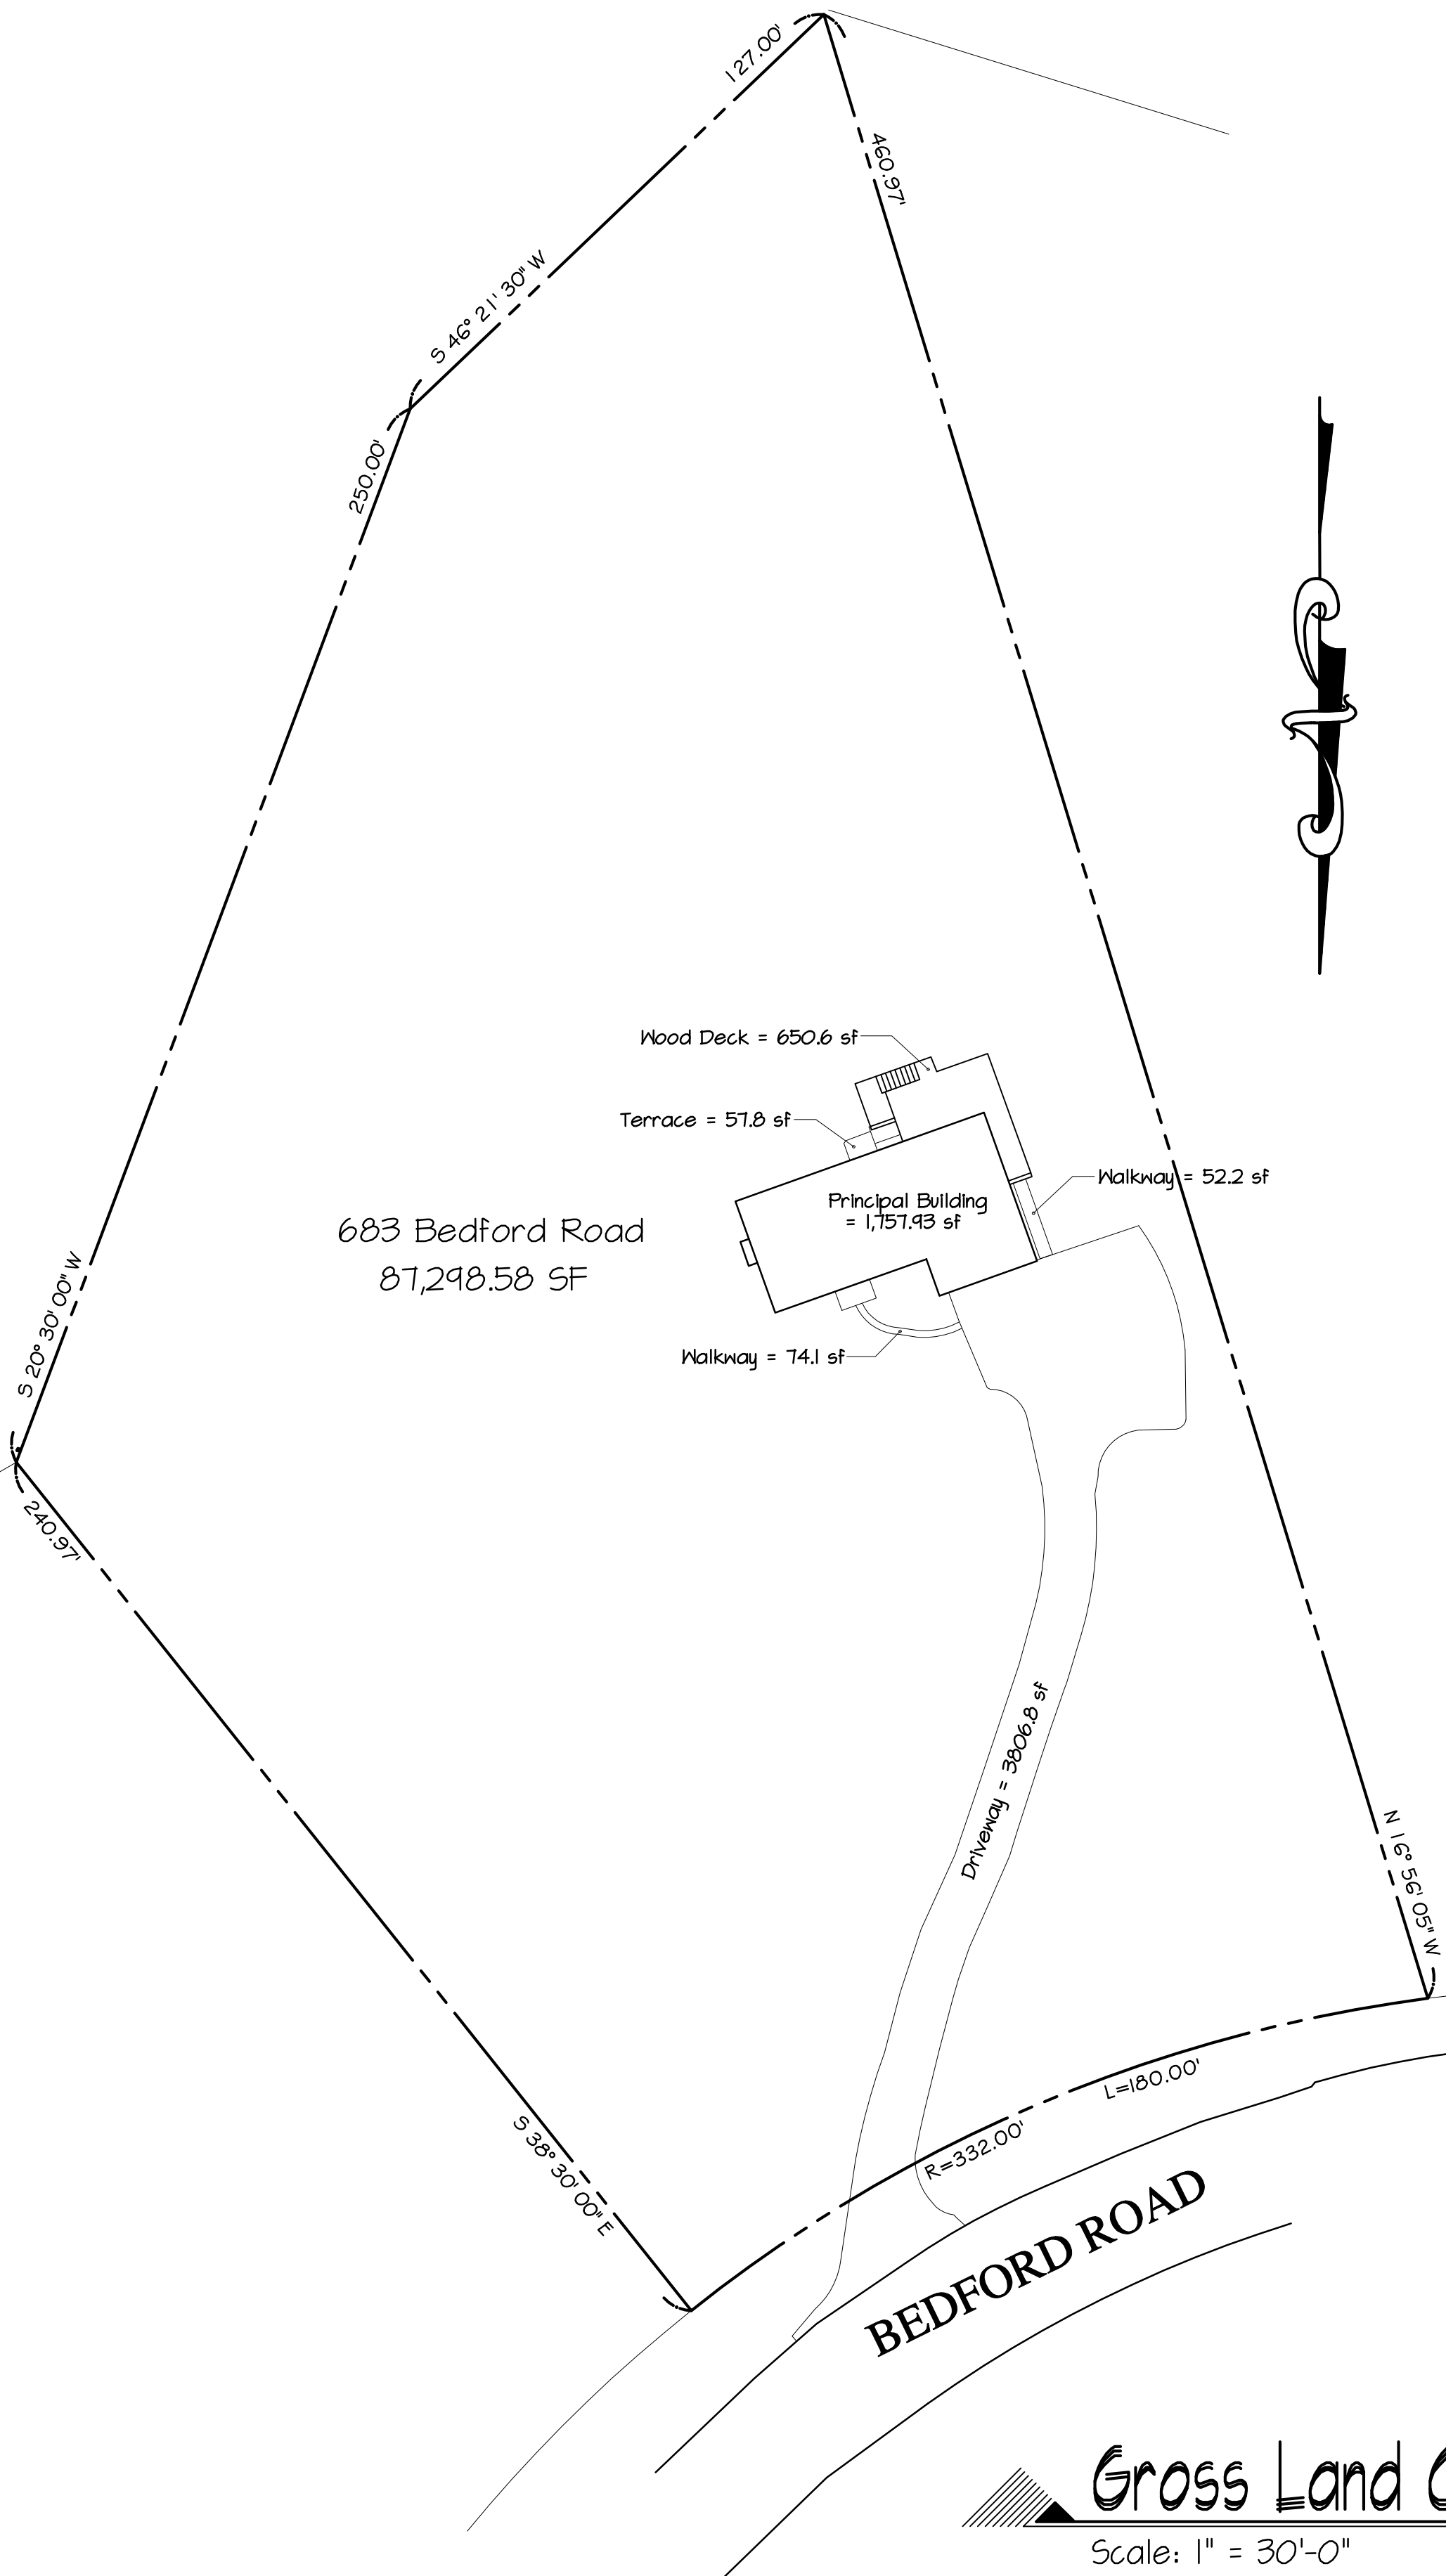 127.00'
460.97'
S 46° 21' 30" W
250.00'
Wood Deck = 650.6 sf
Terrace = 57.8 sf
Walkway = 52.2 sf
Principal Building
= 1,757.93 sf
683 Bedford Road
87,298.58 SF
S 20° 30' 00" W
Walkway = 74.1 sf
240.97'
Driveway = 3806.8 sf
N 16° 56' 05" W
L=180.00'
R=332.00'
S 38° 30' 00" E
BEDFORD ROAD
Gross Land
Scale: 1" = 30'-0"